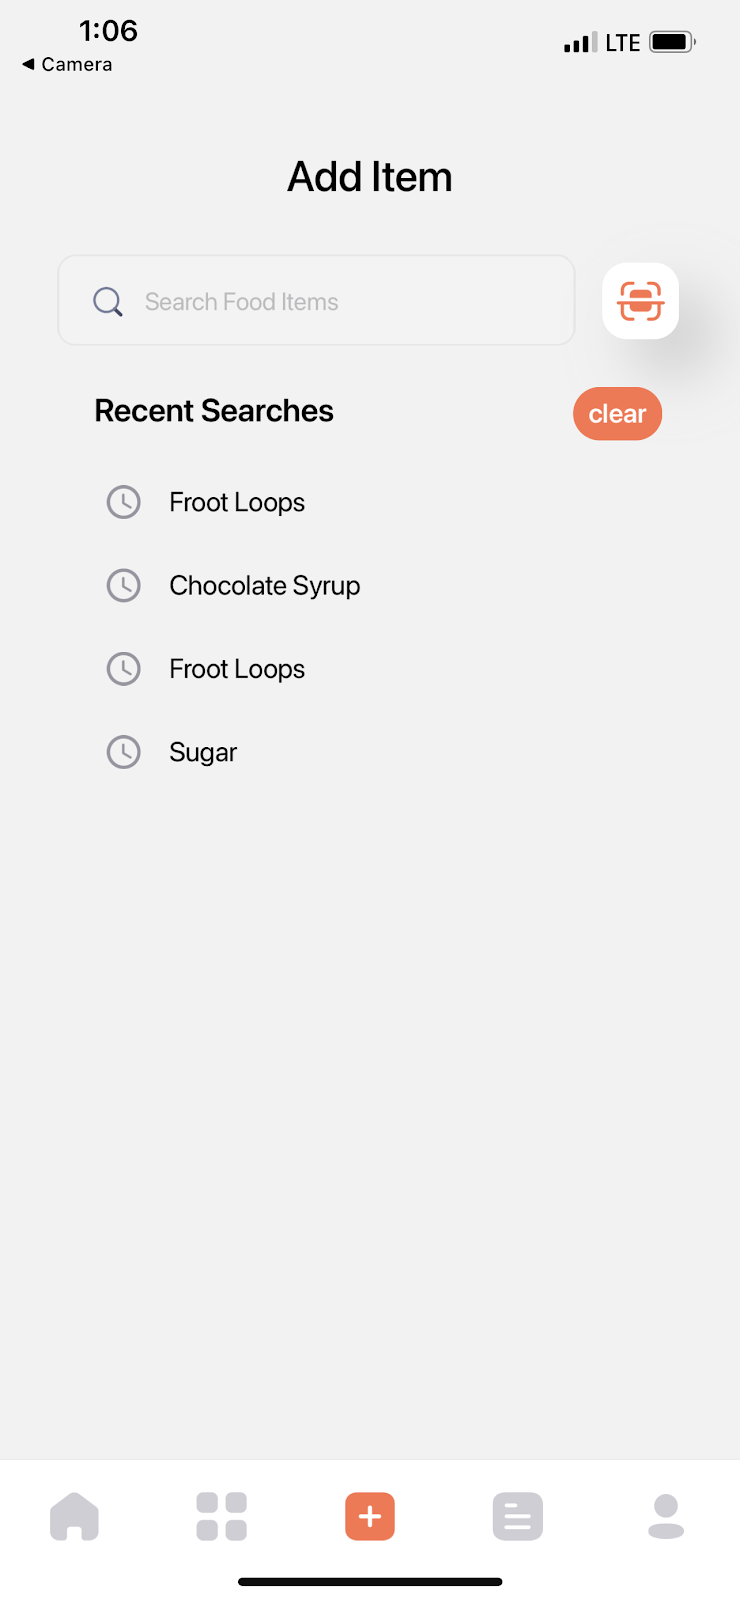 1:06
LTE
◀ Camera
Add Item
Search Food Items
Recent Searches
clear
Froot Loops
Chocolate Syrup
Froot Loops
Sugar